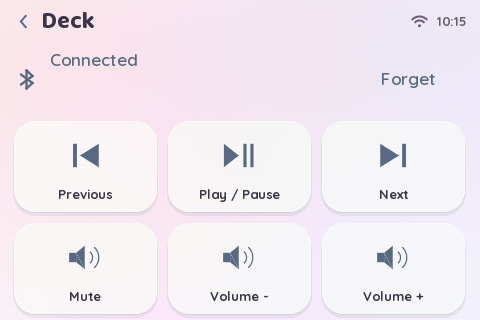 Deck
10:15
Connected
Forget
Previous
Play / Pause
Next
Mute
Volume -
Volume +